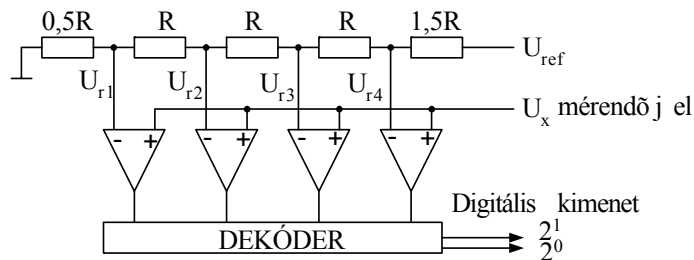 0,5R R R R 1,5R
U_ref
U_r1 U_r2 U_r3 U_r4
U_x mérendõ j el
- + - + - + - +
Digitális kimenet
DEKÓDER 2^1
2^0